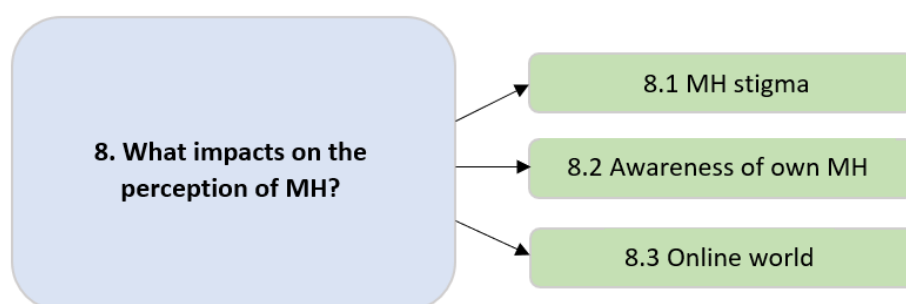 8. What impacts on the
perception of MH?
8.1 MH stigma
8.2 Awareness of own MH
8.3 Online world